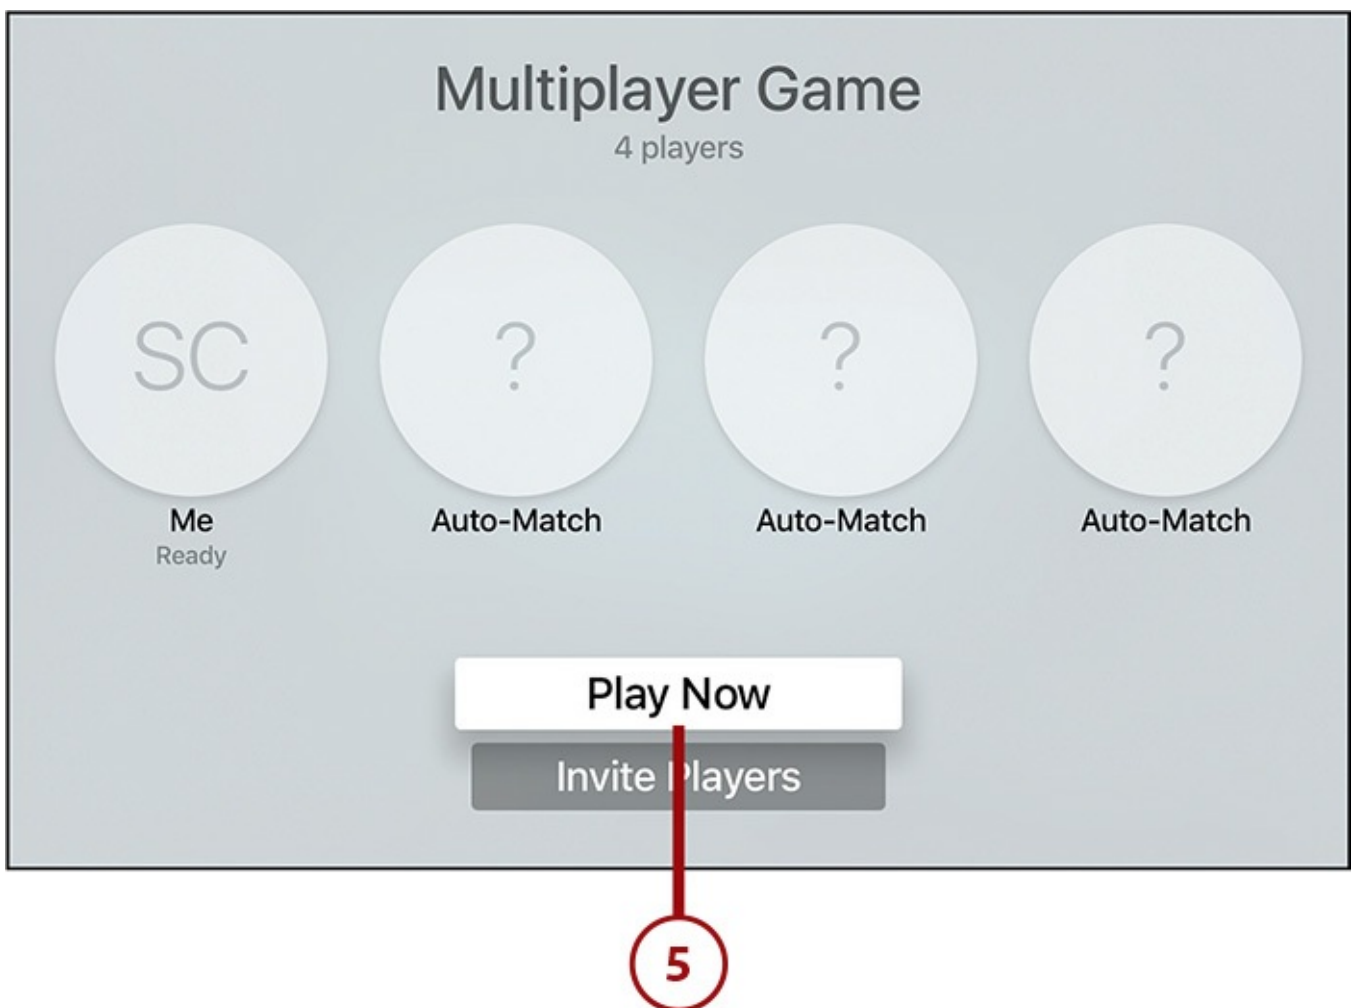 Multiplayer Game
4 players
SC ? ? ?
Me Auto-Match Auto-Match Auto-Match
Ready
Play Now
Invite Players
5